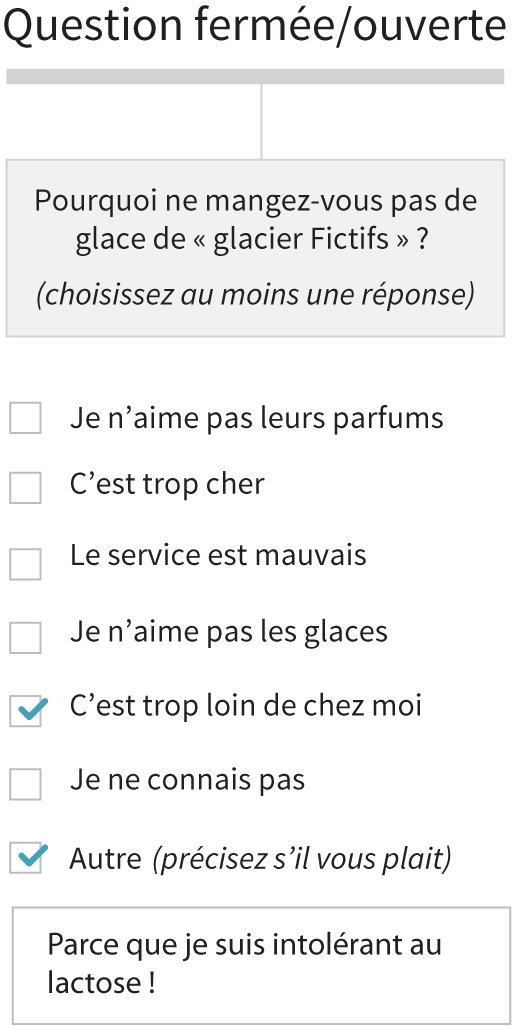 Question fermée/ouverte
Pourquoi ne mangez-vous pas de
glace de « glacier Fictifs » ?
(choisissez au moins une réponse)
Je n’aime pas leurs parfums
C’est trop cher
Le service est mauvais
Je n’aime pas les glaces
C’est trop loin de chez moi
Je ne connais pas
Autre (précisez s’il vous plait)
Parce que je suis intolérant au
lactose !